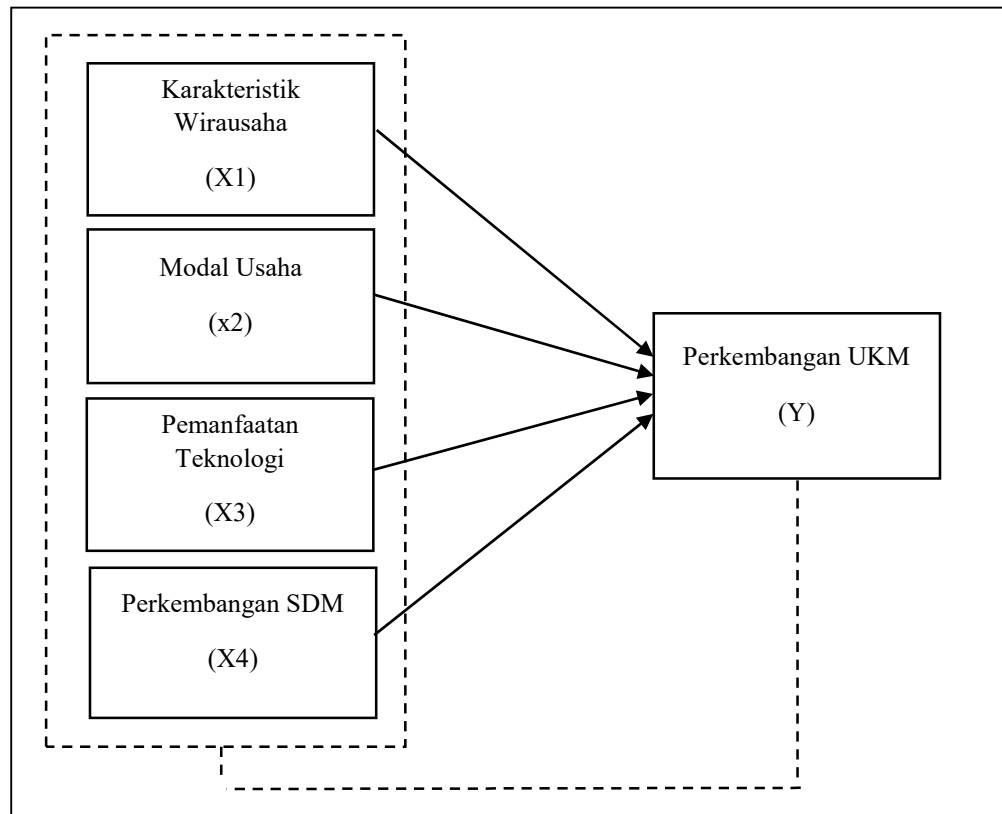 Karakteristik
Wirausaha
(X1)
Modal Usaha
(x2)
Pemanfaatan
Teknologi
(X3)
Perkembangan SDM
(X4)
Perkembangan UKM
(Y)